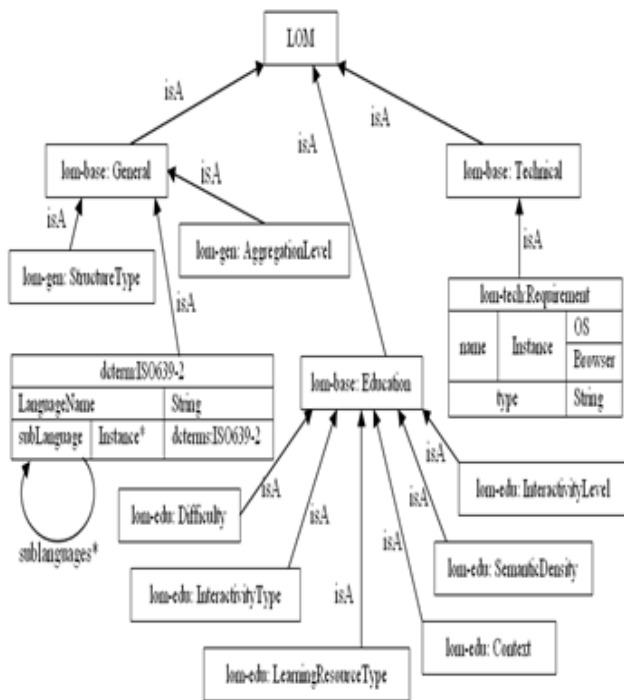 LOM
isA
isA
isA
lom-base: General
lom-base: Technical
isA
isA
isA
lom-gen: AggregationLevel
lom-gen: StructureType
isA
lom-tech:Requirement
name Instance OS
Browser
type String
dcterm:ISO639-2
LanguageName String
subLanguage Instance* dcterms:ISO639-2
sublanguages*
lom-base: Education
isA
isA
isA
isA
isA
isA
lom-edu: InteractivityLevel
lom-edu: Difficulty
lom-edu: SemanticDensity
lom-edu: InteractivityType
lom-edu: Context
lom-edu: LearningResourceType